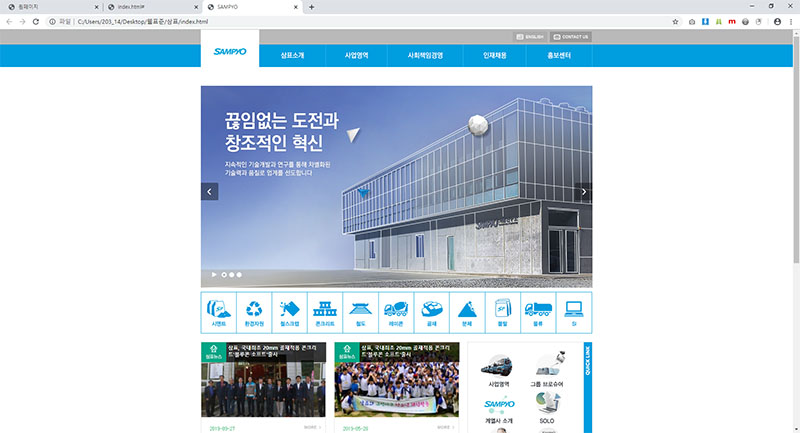 원페이지
index.html#
SAMPYO
파일 | C:/Users/203_14/Desktop/웹표준/삼표/index.html
ENGLISH
CONTACT US
SAMPYO
삼표소개
사업영역
사회책임경영
인재채용
홍보센터
끊임없는 도전과
창조적인 혁신
지속적인 기술개발과 연구를 통해 차별화된
기술력과 품질로 업계를 선도합니다
SAMPYO
시멘트
환경자원
철스크랩
콘크리트
철도
레미콘
골재
분체
몰탈
물류
SI
삼표뉴스
삼표, 국내최초 20mm 골재적용 콘크리
트'블루콘 소프트'출시
삼표뉴스
삼표, 국내최초 20mm 골재적용 콘크리
트'블루콘 소프트'출시
2019-09-27
MORE >
2019-05-28
MORE >
사업영역
그룹 브로슈어
SAMPYO
계열사 소개
SOLO
QUICK LINK